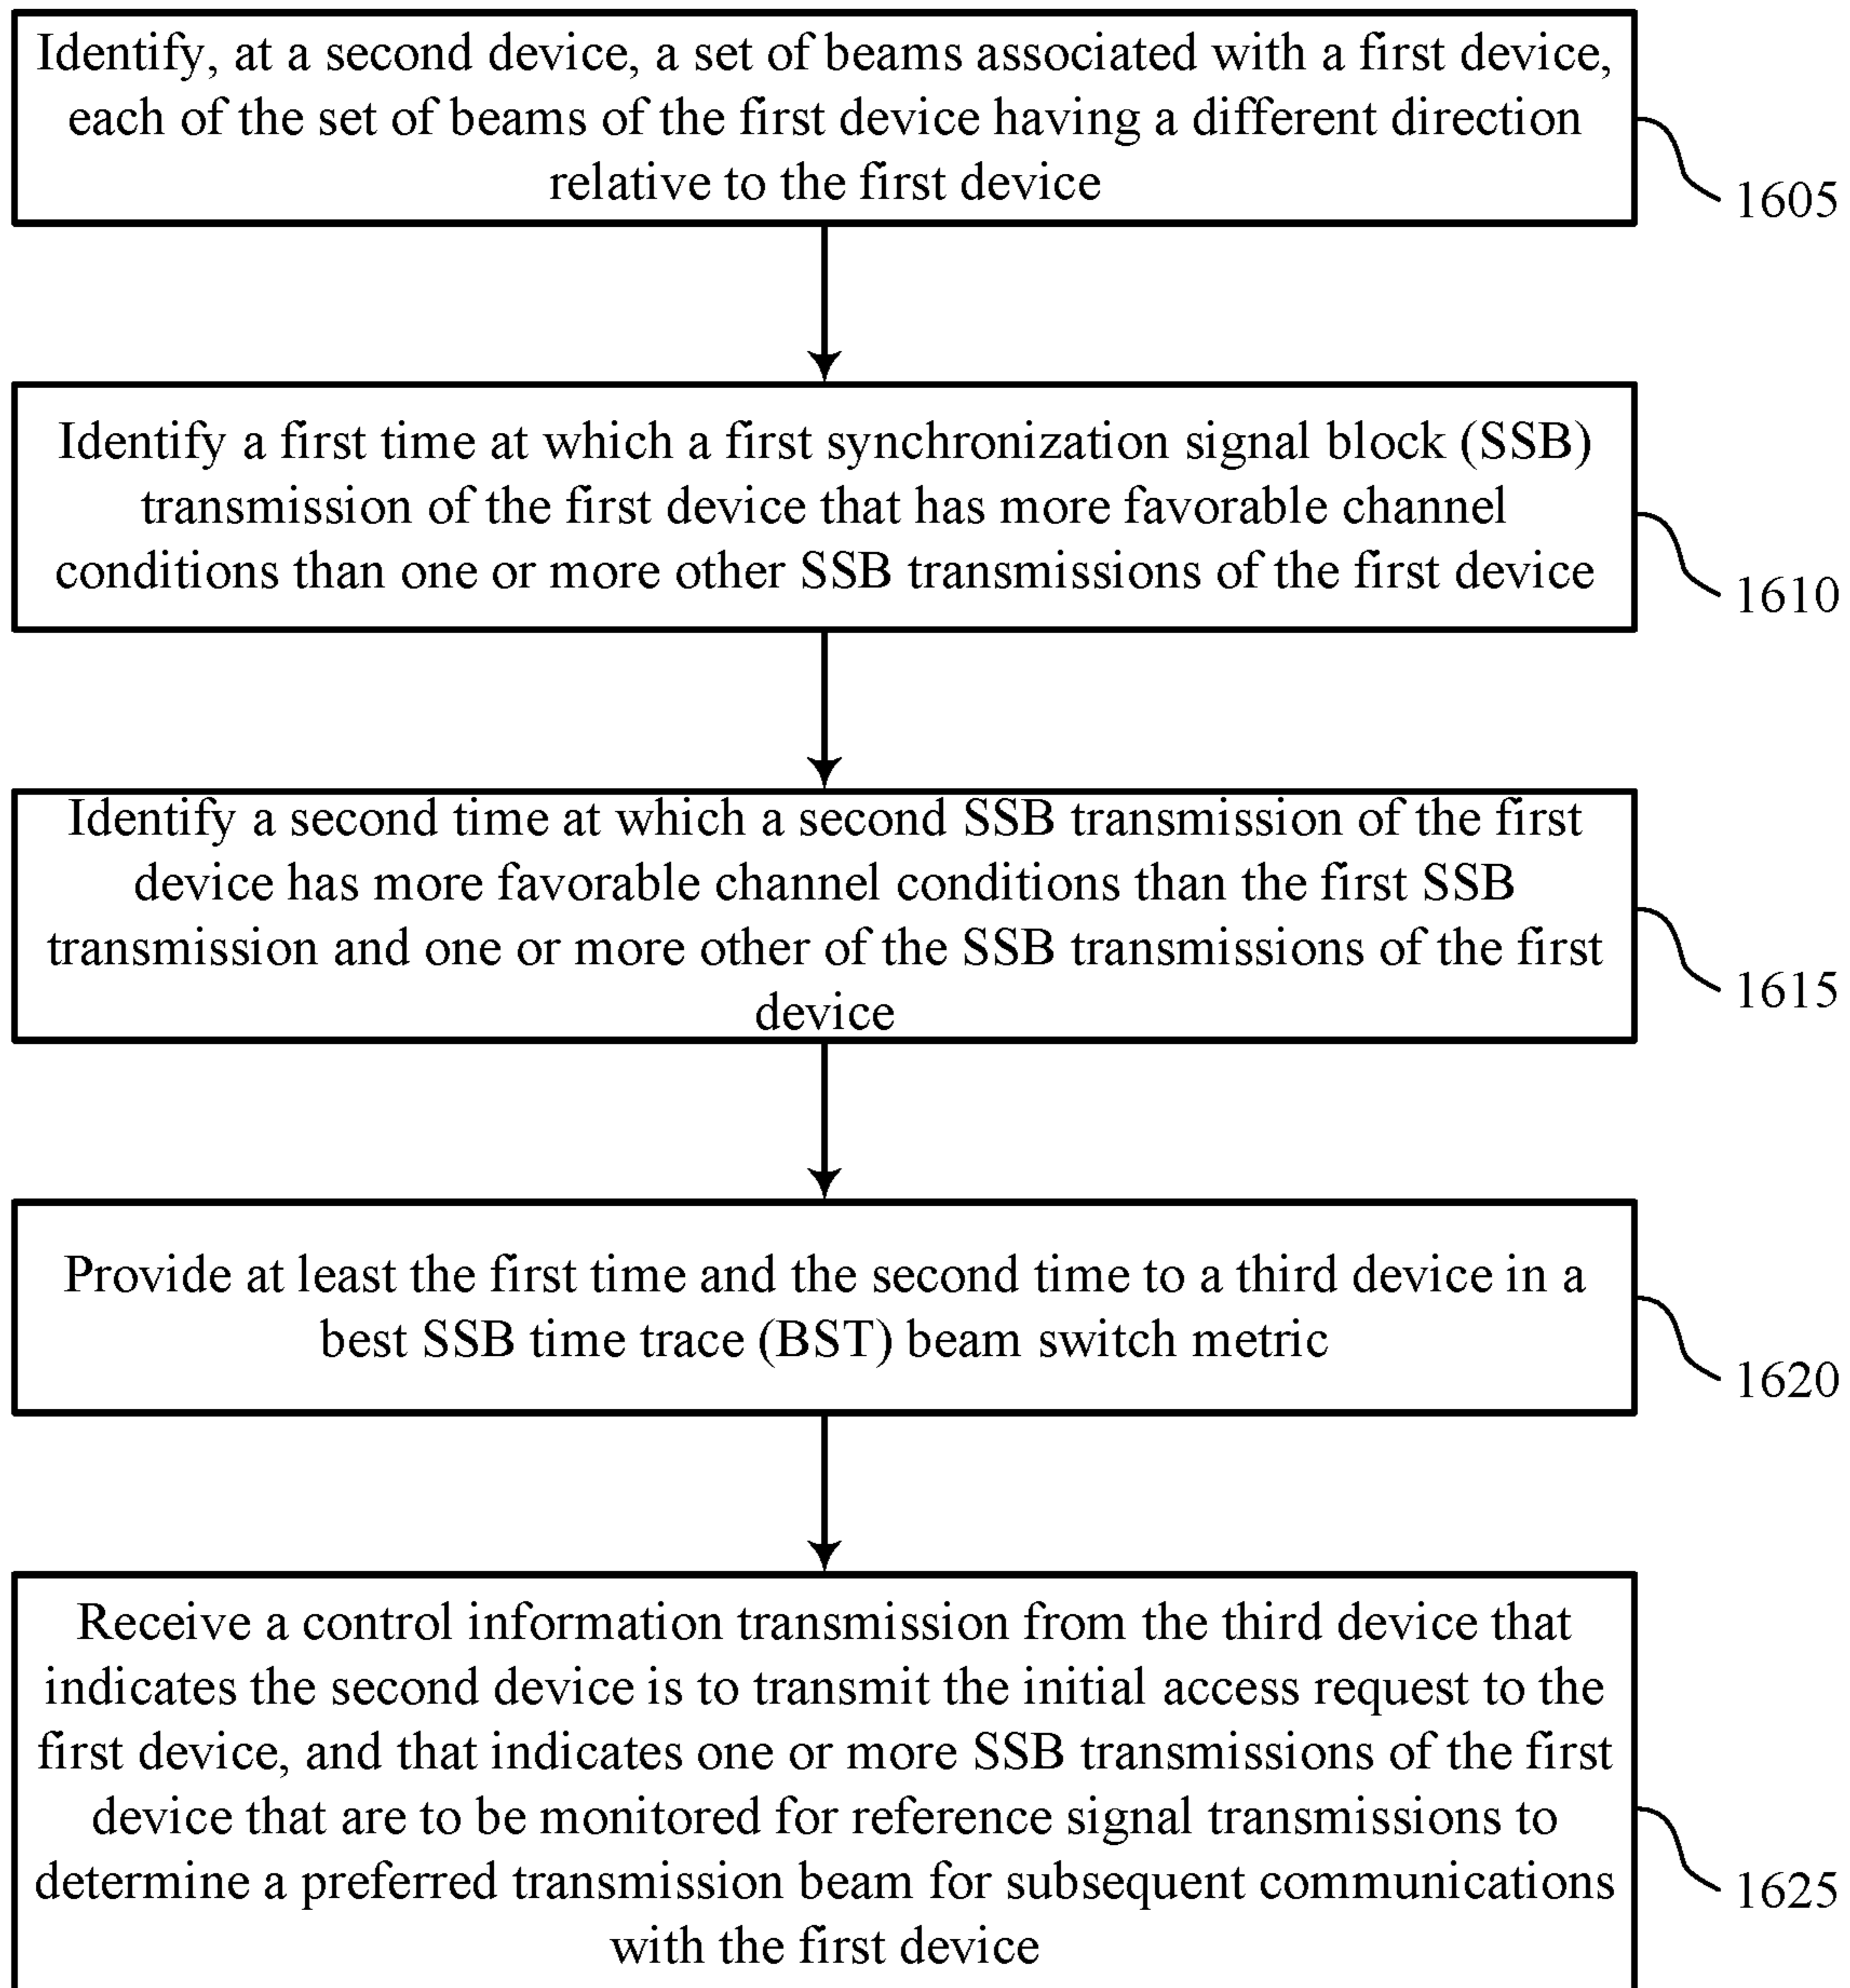 Identify, at a second device, a set of beams associated with a first device,
each of the set of beams of the first device having a different direction
relative to the first device
1605
Identify a first time at which a first synchronization signal block (SSB)
transmission of the first device that has more favorable channel
conditions than one or more other SSB transmissions of the first device
1610
Identify a second time at which a second SSB transmission of the first
device has more favorable channel conditions than the first SSB
transmission and one or more other of the SSB transmissions of the first
device
1615
Provide at least the first time and the second time to a third device in a
best SSB time trace (BST) beam switch metric
1620
Receive a control information transmission from the third device that
indicates the second device is to transmit the initial access request to the
first device, and that indicates one or more SSB transmissions of the first
device that are to be monitored for reference signal transmissions to
determine a preferred transmission beam for subsequent communications
with the first device
1625